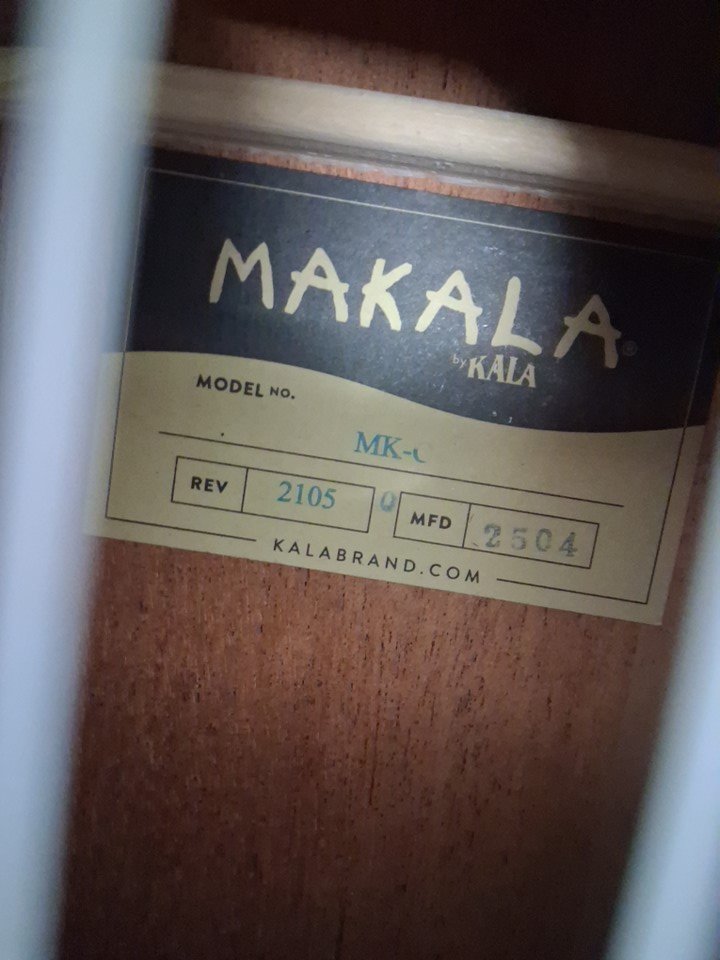 MAKALA®
by KALA
MODEL NO.
MK-
REV 2105 MFD 2504
KALABRAND.COM